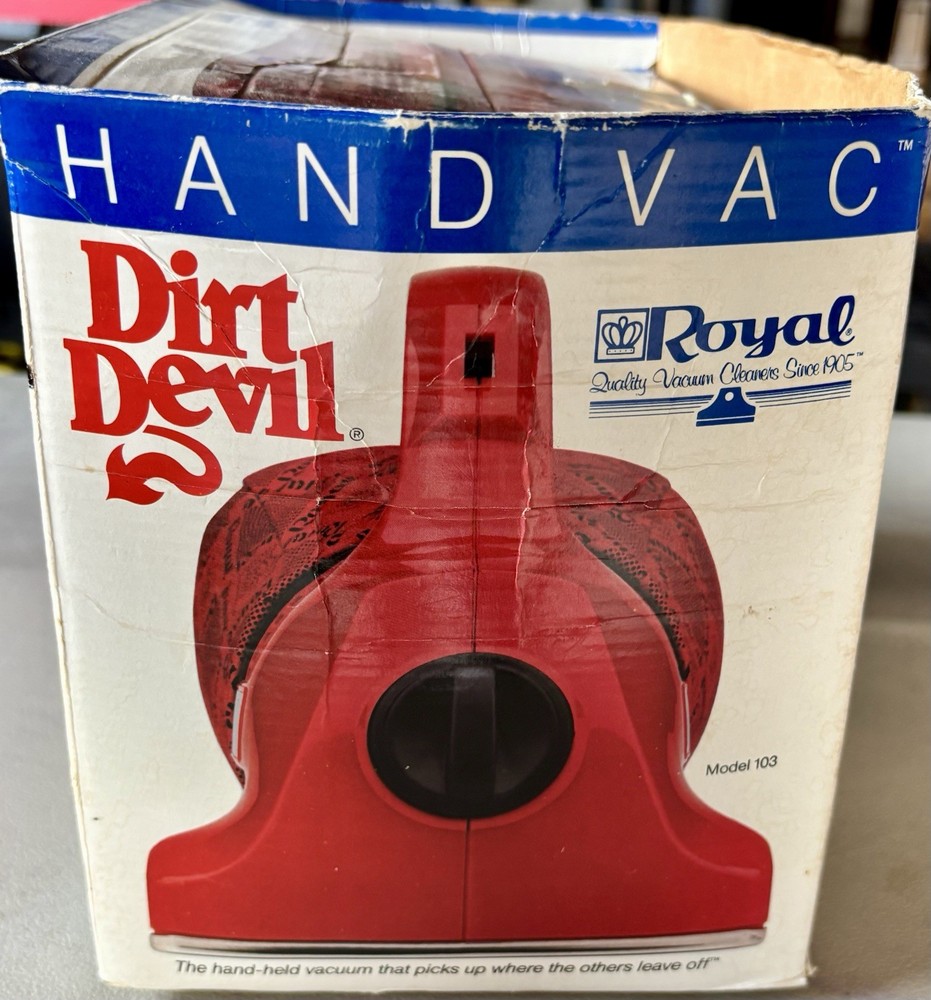 HAND VAC™
Dirt
Devil®
Royal®
Quality Vacuum Cleaners Since 1905™
Model 103
The hand-held vacuum that picks up where the others leave off™